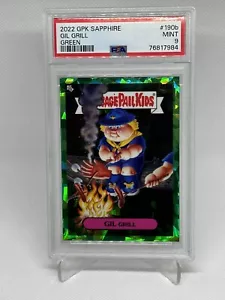 2022 GPK SAPPHIRE #190b
GIL GRILL MINT
GREEN 9
PSA 76817984
GARBAGE PAIL KIDS
GIL GRILL